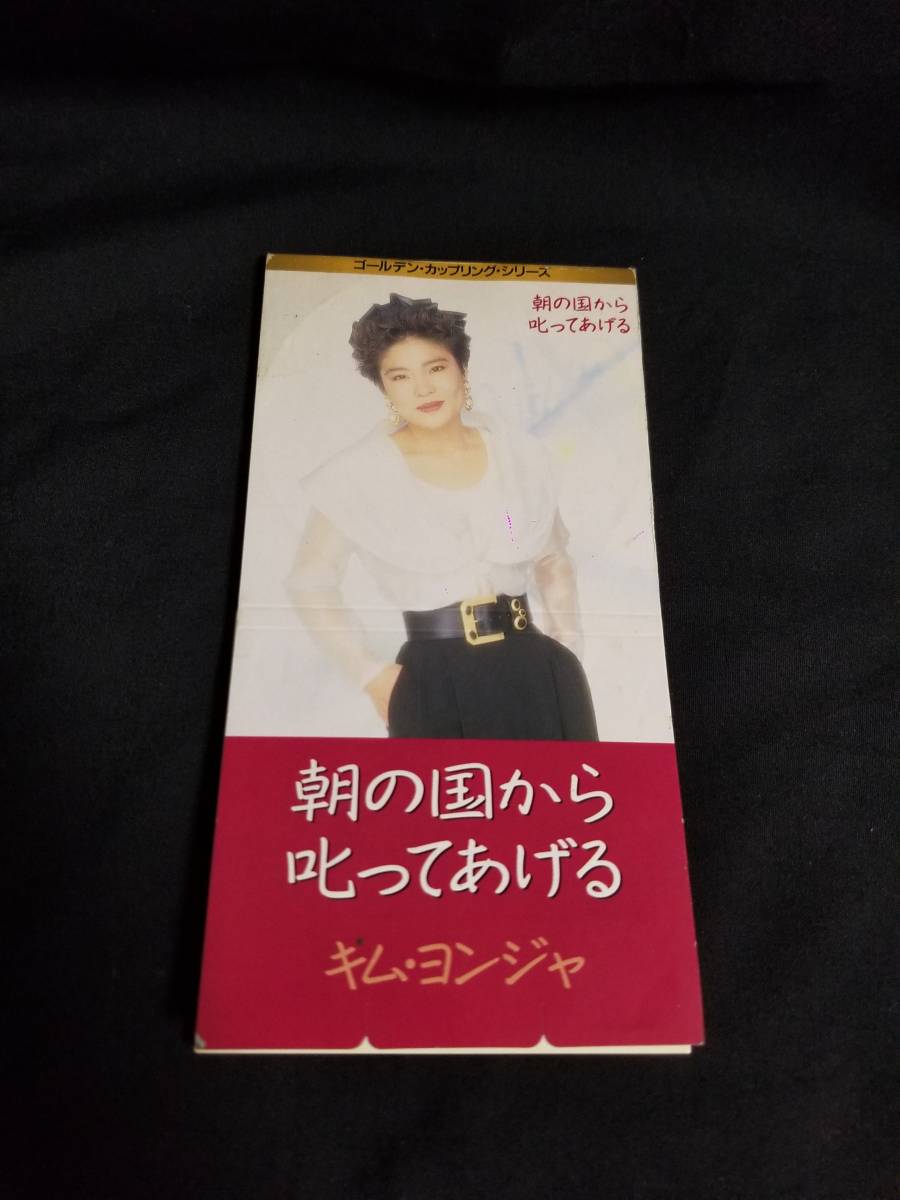 ゴールデン・カップリング・シリーズ
朝の国から
叱ってあげる
朝の国から
叱ってあげる
キム・ヨンジャ